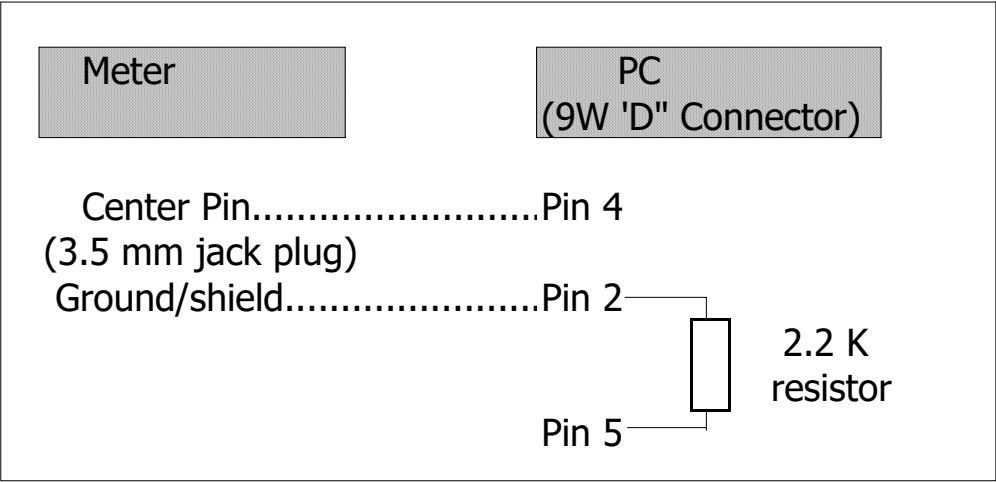 Meter
PC
(9W 'D" Connector)
Center Pin..........................Pin 4
(3.5 mm jack plug)
Ground/shield.......................Pin 2
2.2 K
resistor
Pin 5